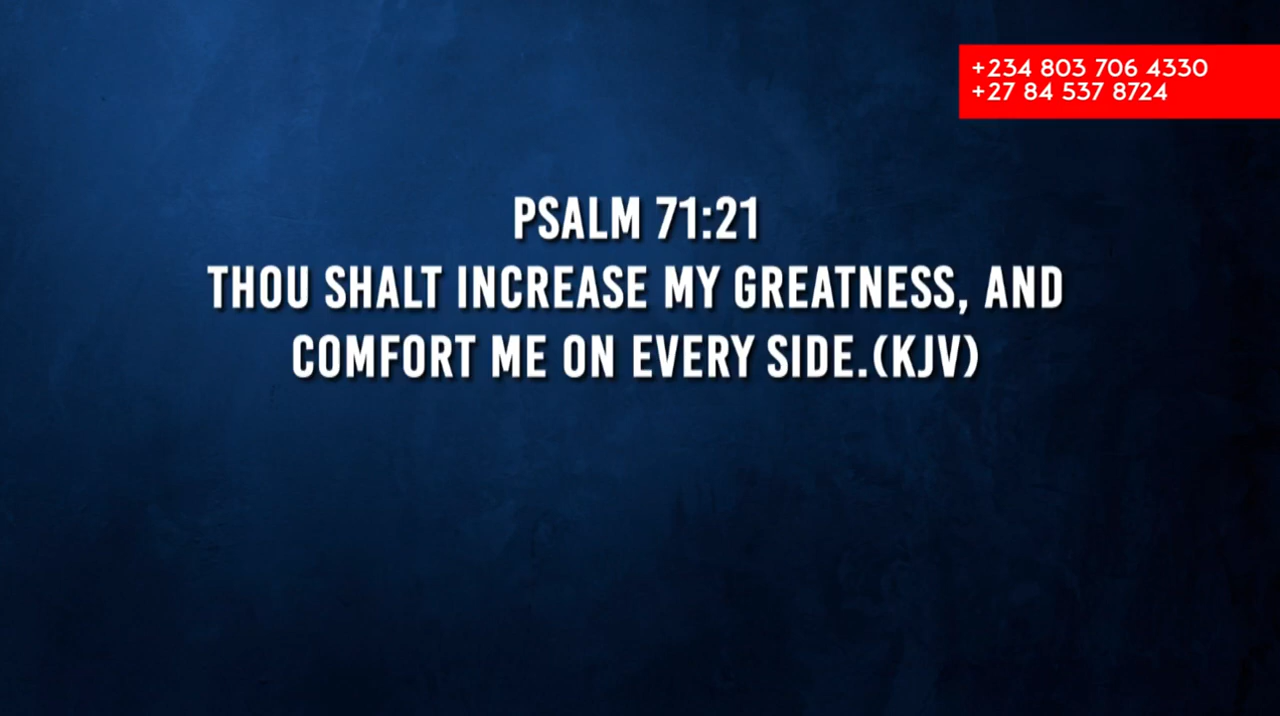 +234 803 706 4330
+27 84 537 8724
PSALM 71:21
THOU SHALT INCREASE MY GREATNESS, AND
COMFORT ME ON EVERY SIDE.(KJV)